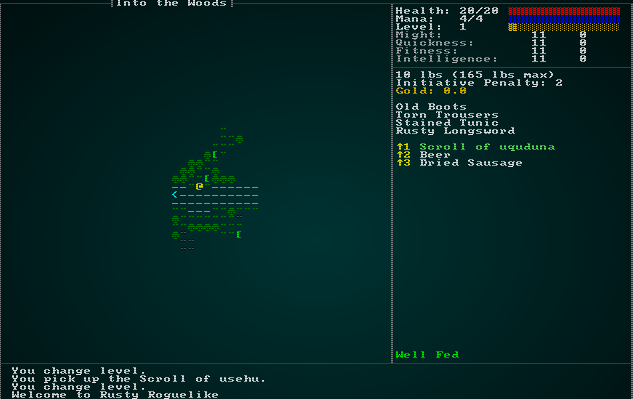 Into the Woods
Health: 20/20
Mana: 4/4
Level: 1
Might: 11 0
Quickness: 11 0
Fitness: 11 0
Intelligence: 11 0
10 lbs (165 lbs max)
Initiative Penalty: 2
Gold: 0.0
Old Boots
Torn Trousers
Stained Tunic
Rusty Longsword
↑1 Scroll of uquduna
↑2 Beer
↑3 Dried Sausage
Well Fed
You change level.
You pick up the Scroll of usehu.
You change level.
Welcome to Rusty Roguelike